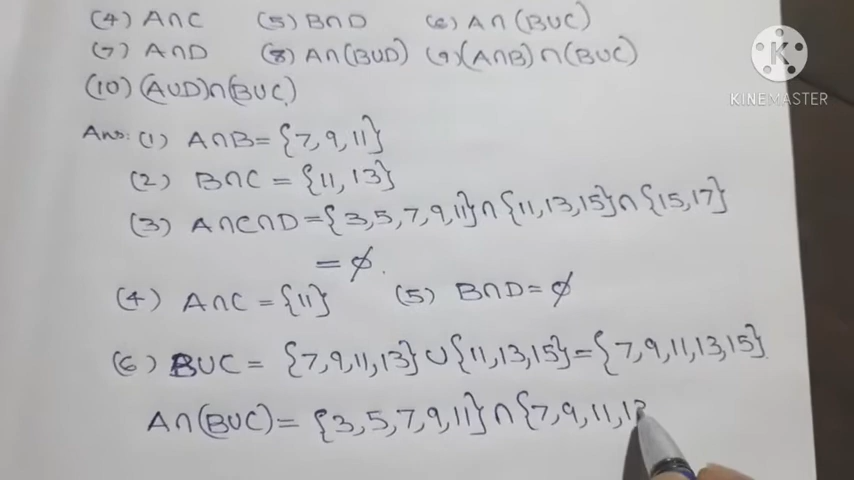 (4) A∩C (5) B∩D (6) A∩(B∪C)
(7) A∩D (8) A∩(B∪D) (9) (A∩B)∩(B∪C)
(10) (A∪D)∩(B∪C)
KINEMASTER
Ans: (1) A∩B = {7,9,11}
(2) B∩C = {11, 13}
(3) A∩C∩D = {3,5,7,9,11}∩{11,13,15}∩{15,17}
= ∅.
(4) A∩C = {11} (5) B∩D = ∅
(6) B∪C = {7,9,11,13}∪{11,13,15} = {7,9,11,13,15}
A∩(B∪C) = {3,5,7,9,11}∩{7,9,11,13